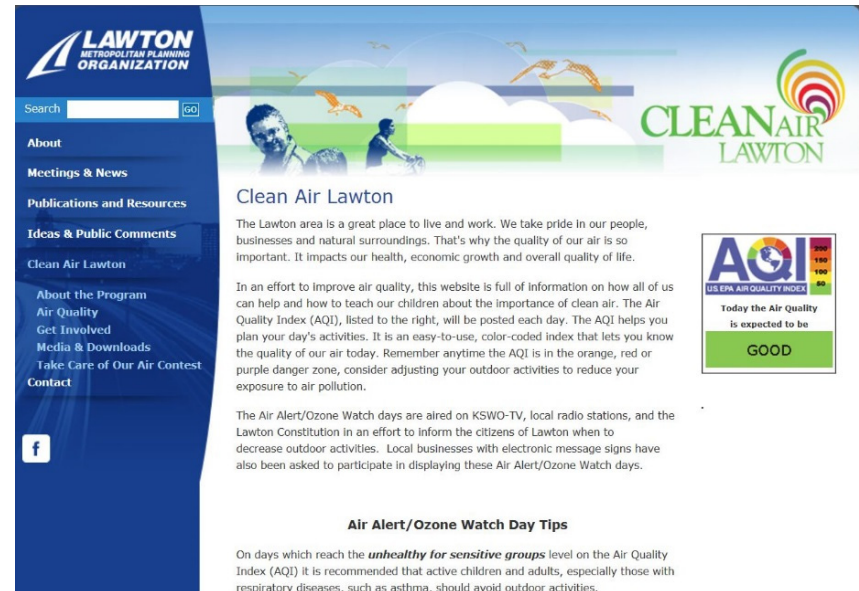 LAWTON
METROPOLITAN PLANNING
ORGANIZATION
Search
GO
About
Meetings & News
Publications and Resources
Ideas & Public Comments
Clean Air Lawton
About the Program
Air Quality
Get Involved
Media & Downloads
Take Care of Our Air Contest
Contact
f
CLEANAIR
LAWTON
Clean Air Lawton
The Lawton area is a great place to live and work. We take pride in our people,
businesses and natural surroundings. That's why the quality of our air is so
important. It impacts our health, economic growth and overall quality of life.
In an effort to improve air quality, this website is full of information on how all of us
can help and how to teach our children about the importance of clean air. The Air
Quality Index (AQI), listed to the right, will be posted each day. The AQI helps you
plan your day's activities. It is an easy-to-use, color-coded index that lets you know
the quality of our air today. Remember anytime the AQI is in the orange, red or
purple danger zone, consider adjusting your outdoor activities to reduce your
exposure to air pollution.
The Air Alert/Ozone Watch days are aired on KSWO-TV, local radio stations, and the
Lawton Constitution in an effort to inform the citizens of Lawton when to
decrease outdoor activities. Local businesses with electronic message signs have
also been asked to participate in displaying these Air Alert/Ozone Watch days.
Air Alert/Ozone Watch Day Tips
On days which reach the unhealthy for sensitive groups level on the Air Quality
Index (AQI) it is recommended that active children and adults, especially those with
respiratory diseases, such as asthma, should avoid outdoor activities.
AQI
200
150
100
50
US EPA AIR QUALITY INDEX
Today the Air Quality
is expected to be
GOOD
.